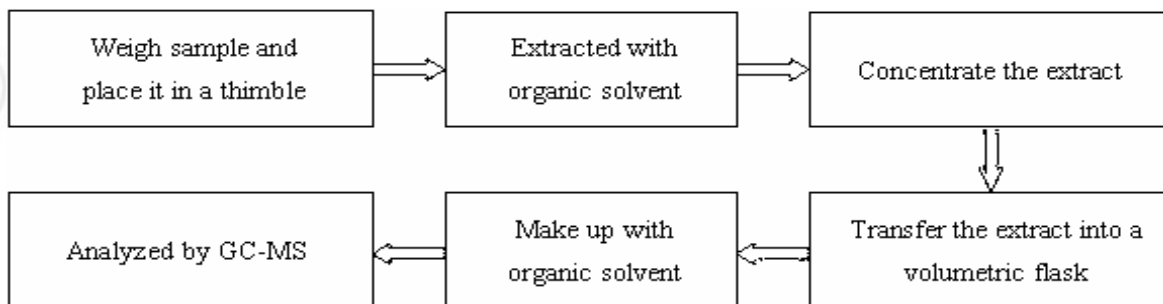 Weigh sample and
place it in a thimble
Extracted with
organic solvent
Concentrate the extract
Transfer the extract into a
volumetric flask
Make up with
organic solvent
Analyzed by GC-MS